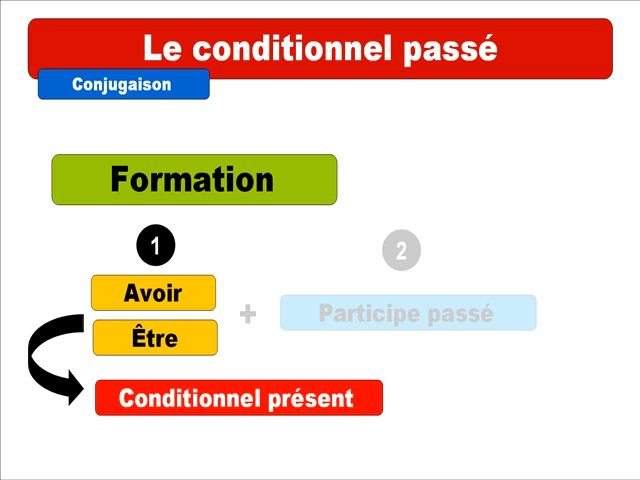 Le conditionnel passé
Conjugaison
Formation
1
2
Avoir
Être
+
Participe passé
Conditionnel présent